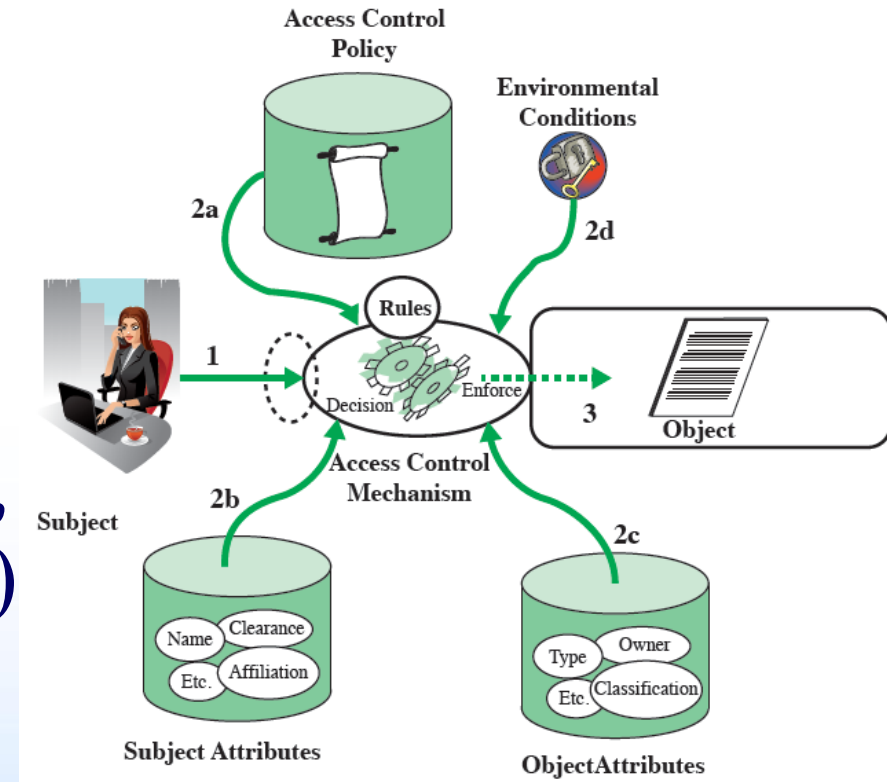 Access Control
Policy
Environmental
Conditions
2a
2d
Rules
1
Decision
Enforce
3
Object
Access Control
Mechanism
Subject
,
)
2b
2c
Name
Clearance
Etc.
Affiliation
Type
Owner
Etc.
Classification
Subject Attributes
ObjectAttributes